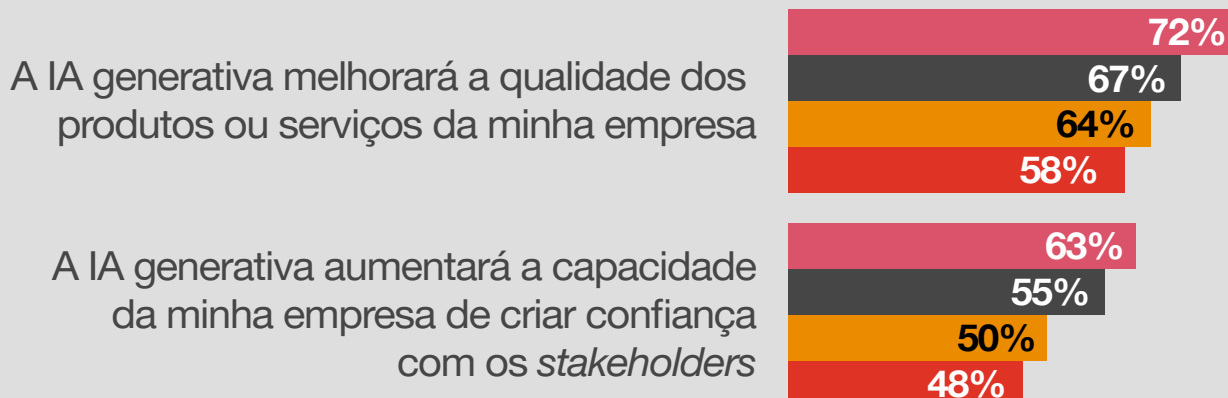 72%
A IA generativa melhorará a qualidade dos
67%
produtos ou serviços da minha empresa
64%
58%
63%
A IA generativa aumentará a capacidade
55%
da minha empresa de criar confiança
50%
com os stakeholders
48%